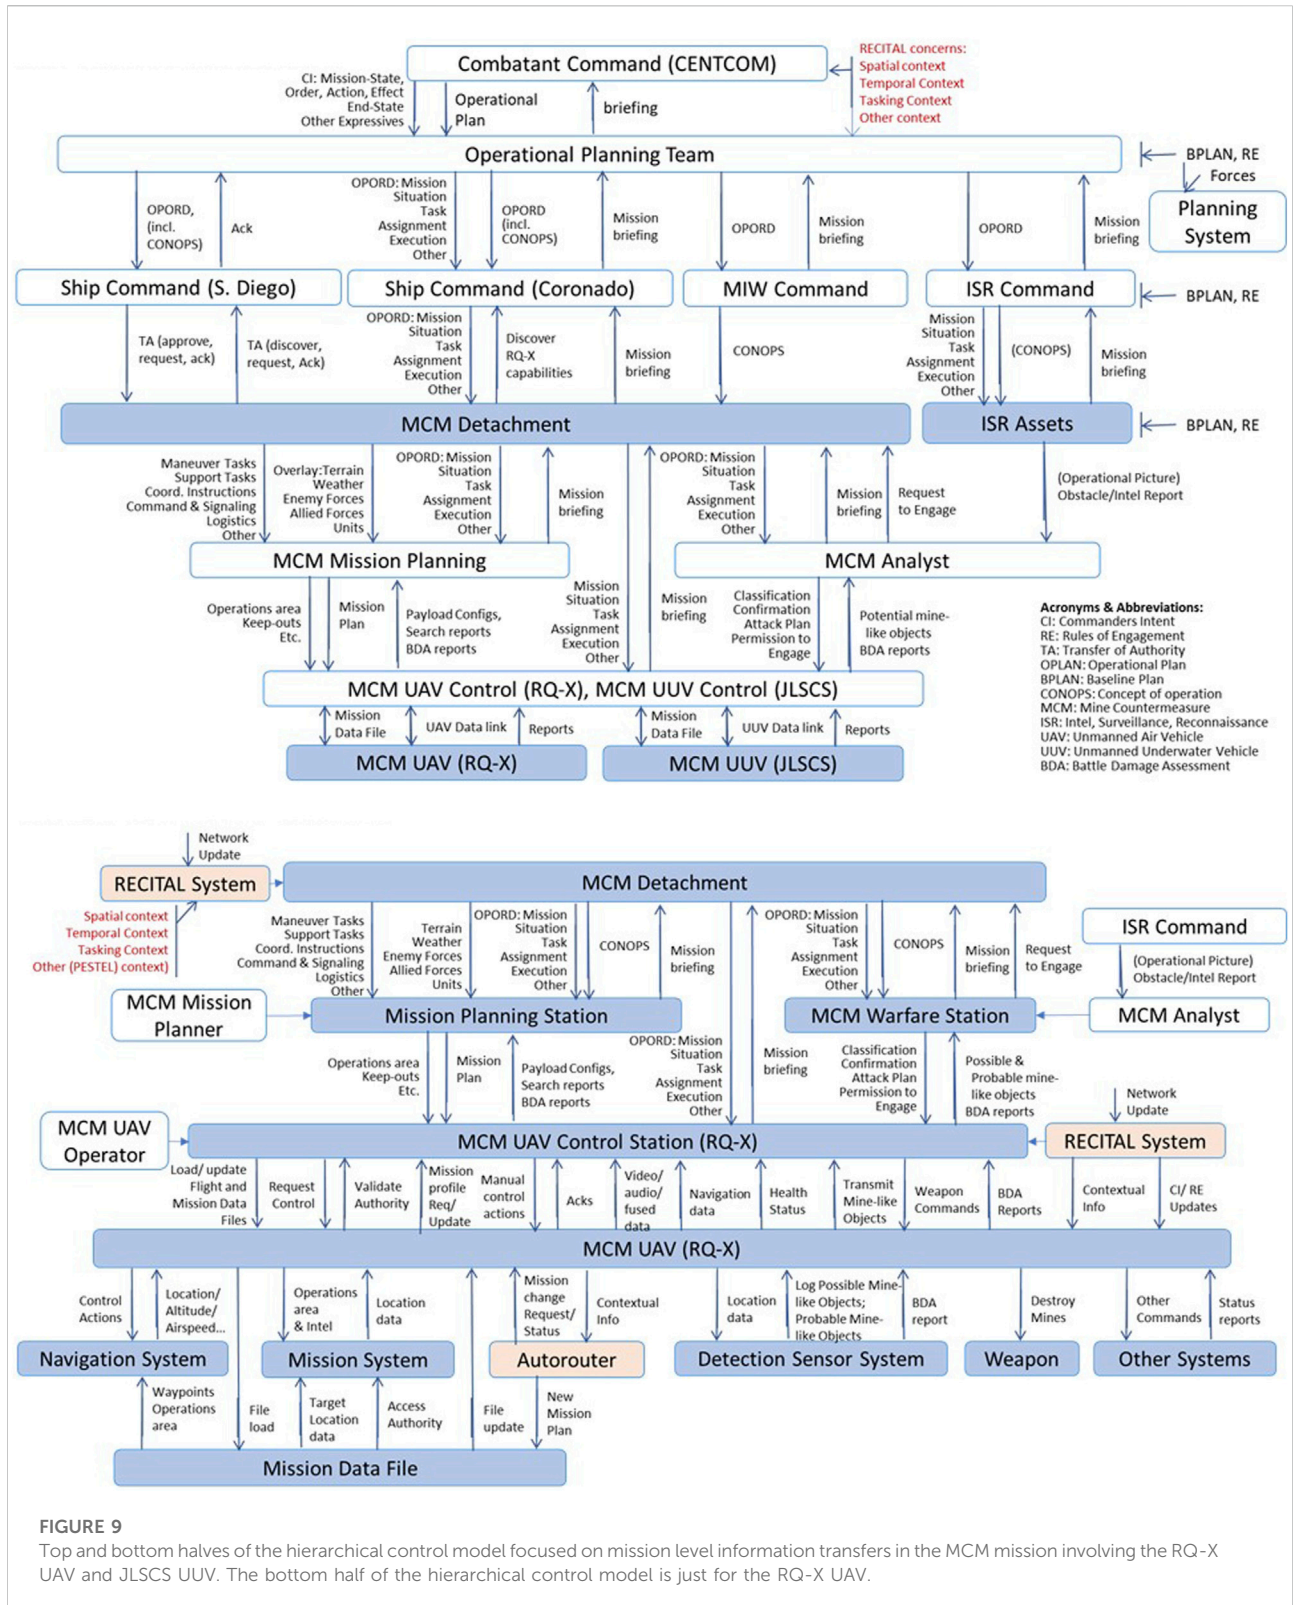 Combatant Command (CENTCOM)
RECITAL concerns:
Spatial context
Temporal Context
Tasking Context
Other context
CI: Mission-State,
Order, Action, Effect
End-State
Other Expressives
Operational
Plan
briefing
Operational Planning Team
BPLAN, RE
Forces
Planning
System
OPORD,
(incl.
CONOPS)
Ack
OPORD: Mission
Situation
Task
Assignment
Execution
Other
OPORD
(incl.
CONOPS)
Mission
briefing
OPORD
Mission
briefing
OPORD
Mission
briefing
Ship Command (S. Diego)
Ship Command (Coronado)
MIW Command
ISR Command
BPLAN, RE
TA (approve,
request, ack)
TA (discover,
request, Ack)
OPORD: Mission
Situation
Task
Assignment
Execution
Other
Discover
RQ-X
capabilities
Mission
briefing
CONOPS
Mission
Situation
Task
Assignment
Execution
Other
(CONOPS)
Mission
briefing
MCM Detachment
ISR Assets
BPLAN, RE
Maneuver Tasks
Support Tasks
Coord. Instructions
Command & Signaling
Logistics
Other
Overlay:Terrain
Weather
Enemy Forces
Allied Forces
Units
OPORD: Mission
Situation
Task
Assignment
Execution
Other
Mission
briefing
OPORD: Mission
Situation
Task
Assignment
Execution
Other
Mission
briefing
Request
to Engage
(Operational Picture)
Obstacle/Intel Report
MCM Mission Planning
MCM Analyst
Operations area
Keep-outs
Etc.
Mission
Plan
Payload Configs,
Search reports
BDA reports
Mission
Situation
Task
Assignment
Execution
Other
Mission
briefing
Classification
Confirmation
Attack Plan
Permission to
Engage
Potential mine-
like objects
BDA reports
Acronyms & Abbreviations:
CI: Commanders Intent
RE: Rules of Engagement
TA: Transfer of Authority
OPLAN: Operational Plan
BPLAN: Baseline Plan
CONOPS: Concept of operation
MCM: Mine Countermeasure
ISR: Intel, Surveillance, Reconnaissance
UAV: Unmanned Air Vehicle
UUV: Unmanned Underwater Vehicle
BDA: Battle Damage Assessment
MCM UAV Control (RQ-X), MCM UUV Control (JLSCS)
Mission
Data File
UAV Data link
Reports
Mission
Data File
UUV Data link
Reports
MCM UAV (RQ-X)
MCM UUV (JLSCS)
Network
Update
RECITAL System
MCM Detachment
Spatial context
Temporal Context
Tasking Context
Other (PESTEL) context)
Maneuver Tasks
Support Tasks
Coord. Instructions
Command & Signaling
Logistics
Other
Terrain
Weather
Enemy Forces
Allied Forces
Units
OPORD: Mission
Situation
Task
Assignment
Execution
Other
CONOPS
Mission
briefing
OPORD: Mission
Situation
Task
Assignment
Execution
Other
CONOPS
Mission
briefing
Request
to Engage
ISR Command
(Operational Picture)
Obstacle/Intel Report
MCM Mission
Planner
Mission Planning Station
MCM Warfare Station
MCM Analyst
Operations area
Keep-outs
Etc.
Mission
Plan
Payload Configs,
Search reports
BDA reports
OPORD: Mission
Situation
Task
Assignment
Execution
Other
Mission
briefing
Classification
Confirmation
Attack Plan
Permission to
Engage
Possible &
Probable mine-
like objects
BDA reports
Network
Update
MCM UAV
Operator
MCM UAV Control Station (RQ-X)
RECITAL System
Load/ update
Flight and
Mission Data
Files
Request
Control
Validate
Authority
Mission
profile
Req/
Update
Manual
control
actions
Acks
Video/
audio/
fused
data
Navigation
data
Health
Status
Transmit
Mine-like
Objects
Weapon
Commands
BDA
Reports
Contextual
Info
CI/ RE
Updates
MCM UAV (RQ-X)
Control
Actions
Location/
Altitude/
Airspeed...
Operations
area
& Intel
Location
data
Mission
change
Request/
Status
Contextual
Info
Location
data
Log Possible Mine-
like Objects;
Probable Mine-
like Objects
BDA
report
Destroy
Mines
Other
Commands
Status
reports
Navigation System
Mission System
Autorouter
Detection Sensor System
Weapon
Other Systems
Waypoints
Operations
area
File
load
Target
Location
data
Access
Authority
File
update
New
Mission
Plan
Mission Data File
FIGURE 9
Top and bottom halves of the hierarchical control model focused on mission level information transfers in the MCM mission involving the RQ-X
UAV and JLSCS UUV. The bottom half of the hierarchical control model is just for the RQ-X UAV.